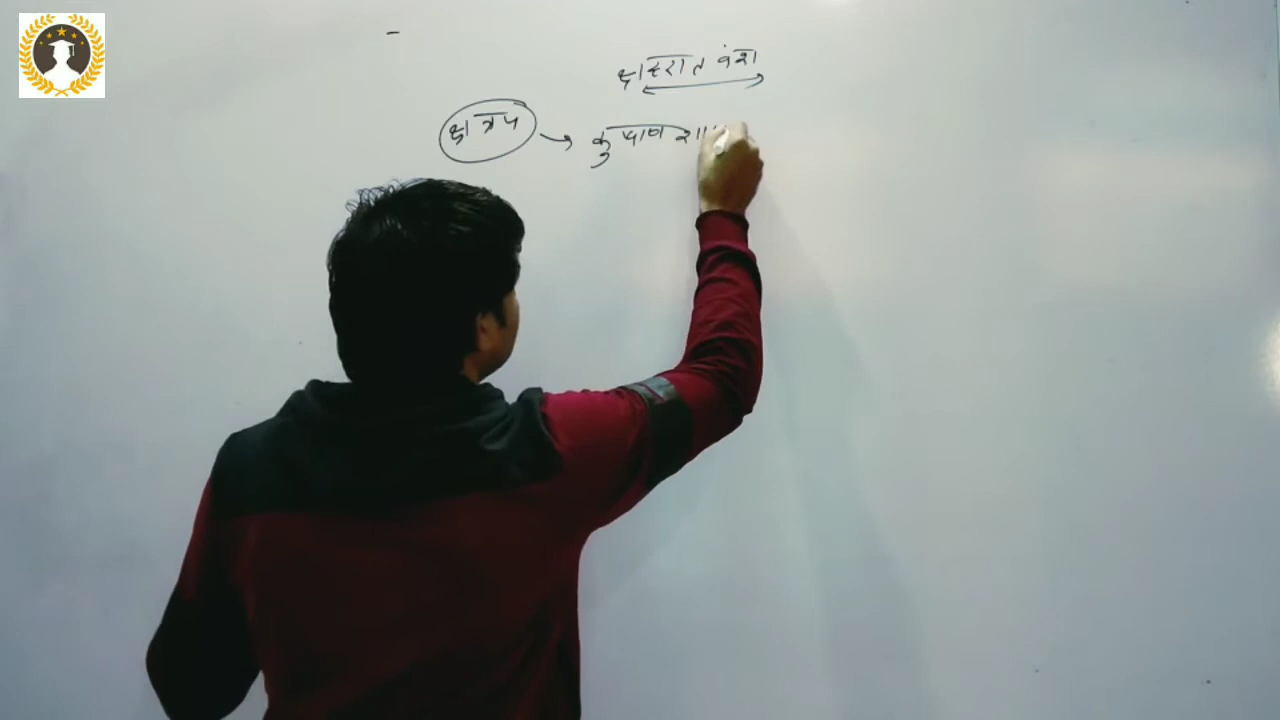 क्षहरात वंश
क्षत्रप → कुषाण